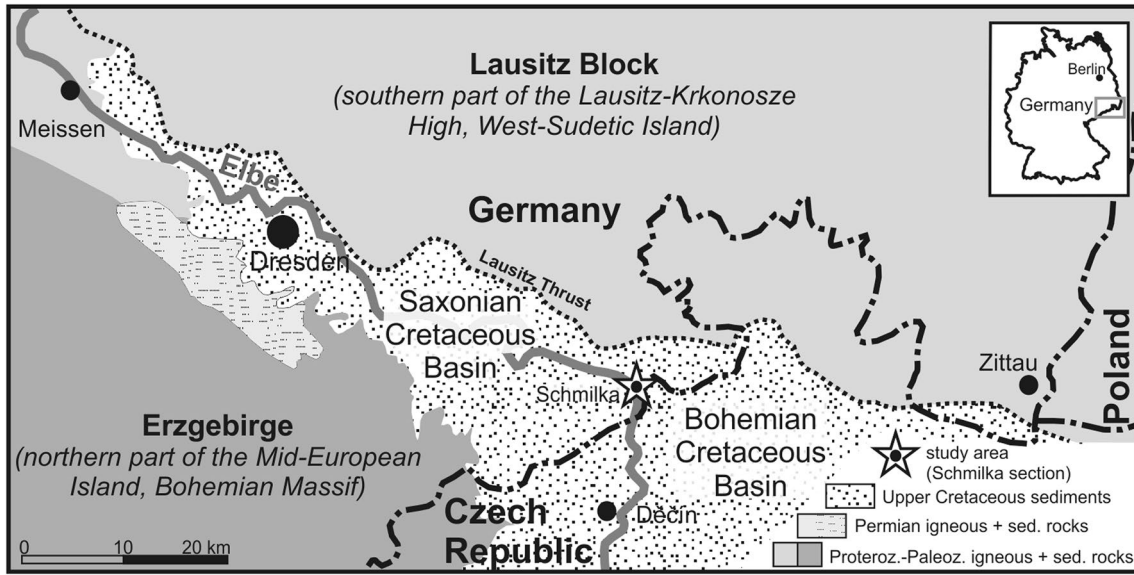 Lausitz Block
(southern part of the Lausitz-Krkonosze
High, West-Sudetic Island)
Berlin
Germany
Meissen
Elbe
Germany
Dresden
Lausitz Thrust
Saxonian
Cretaceous
Basin
Poland
Zittau
Schmilka
Erzgebirge
(northern part of the Mid-European
Island, Bohemian Massif)
Bohemian
Cretaceous
Basin
study area
(Schmilka section)
Upper Cretaceous sediments
Czech
Republic
Děčín
Permian igneous + sed. rocks
0 10 20 km
Proteroz.-Paleoz. igneous + sed. rocks